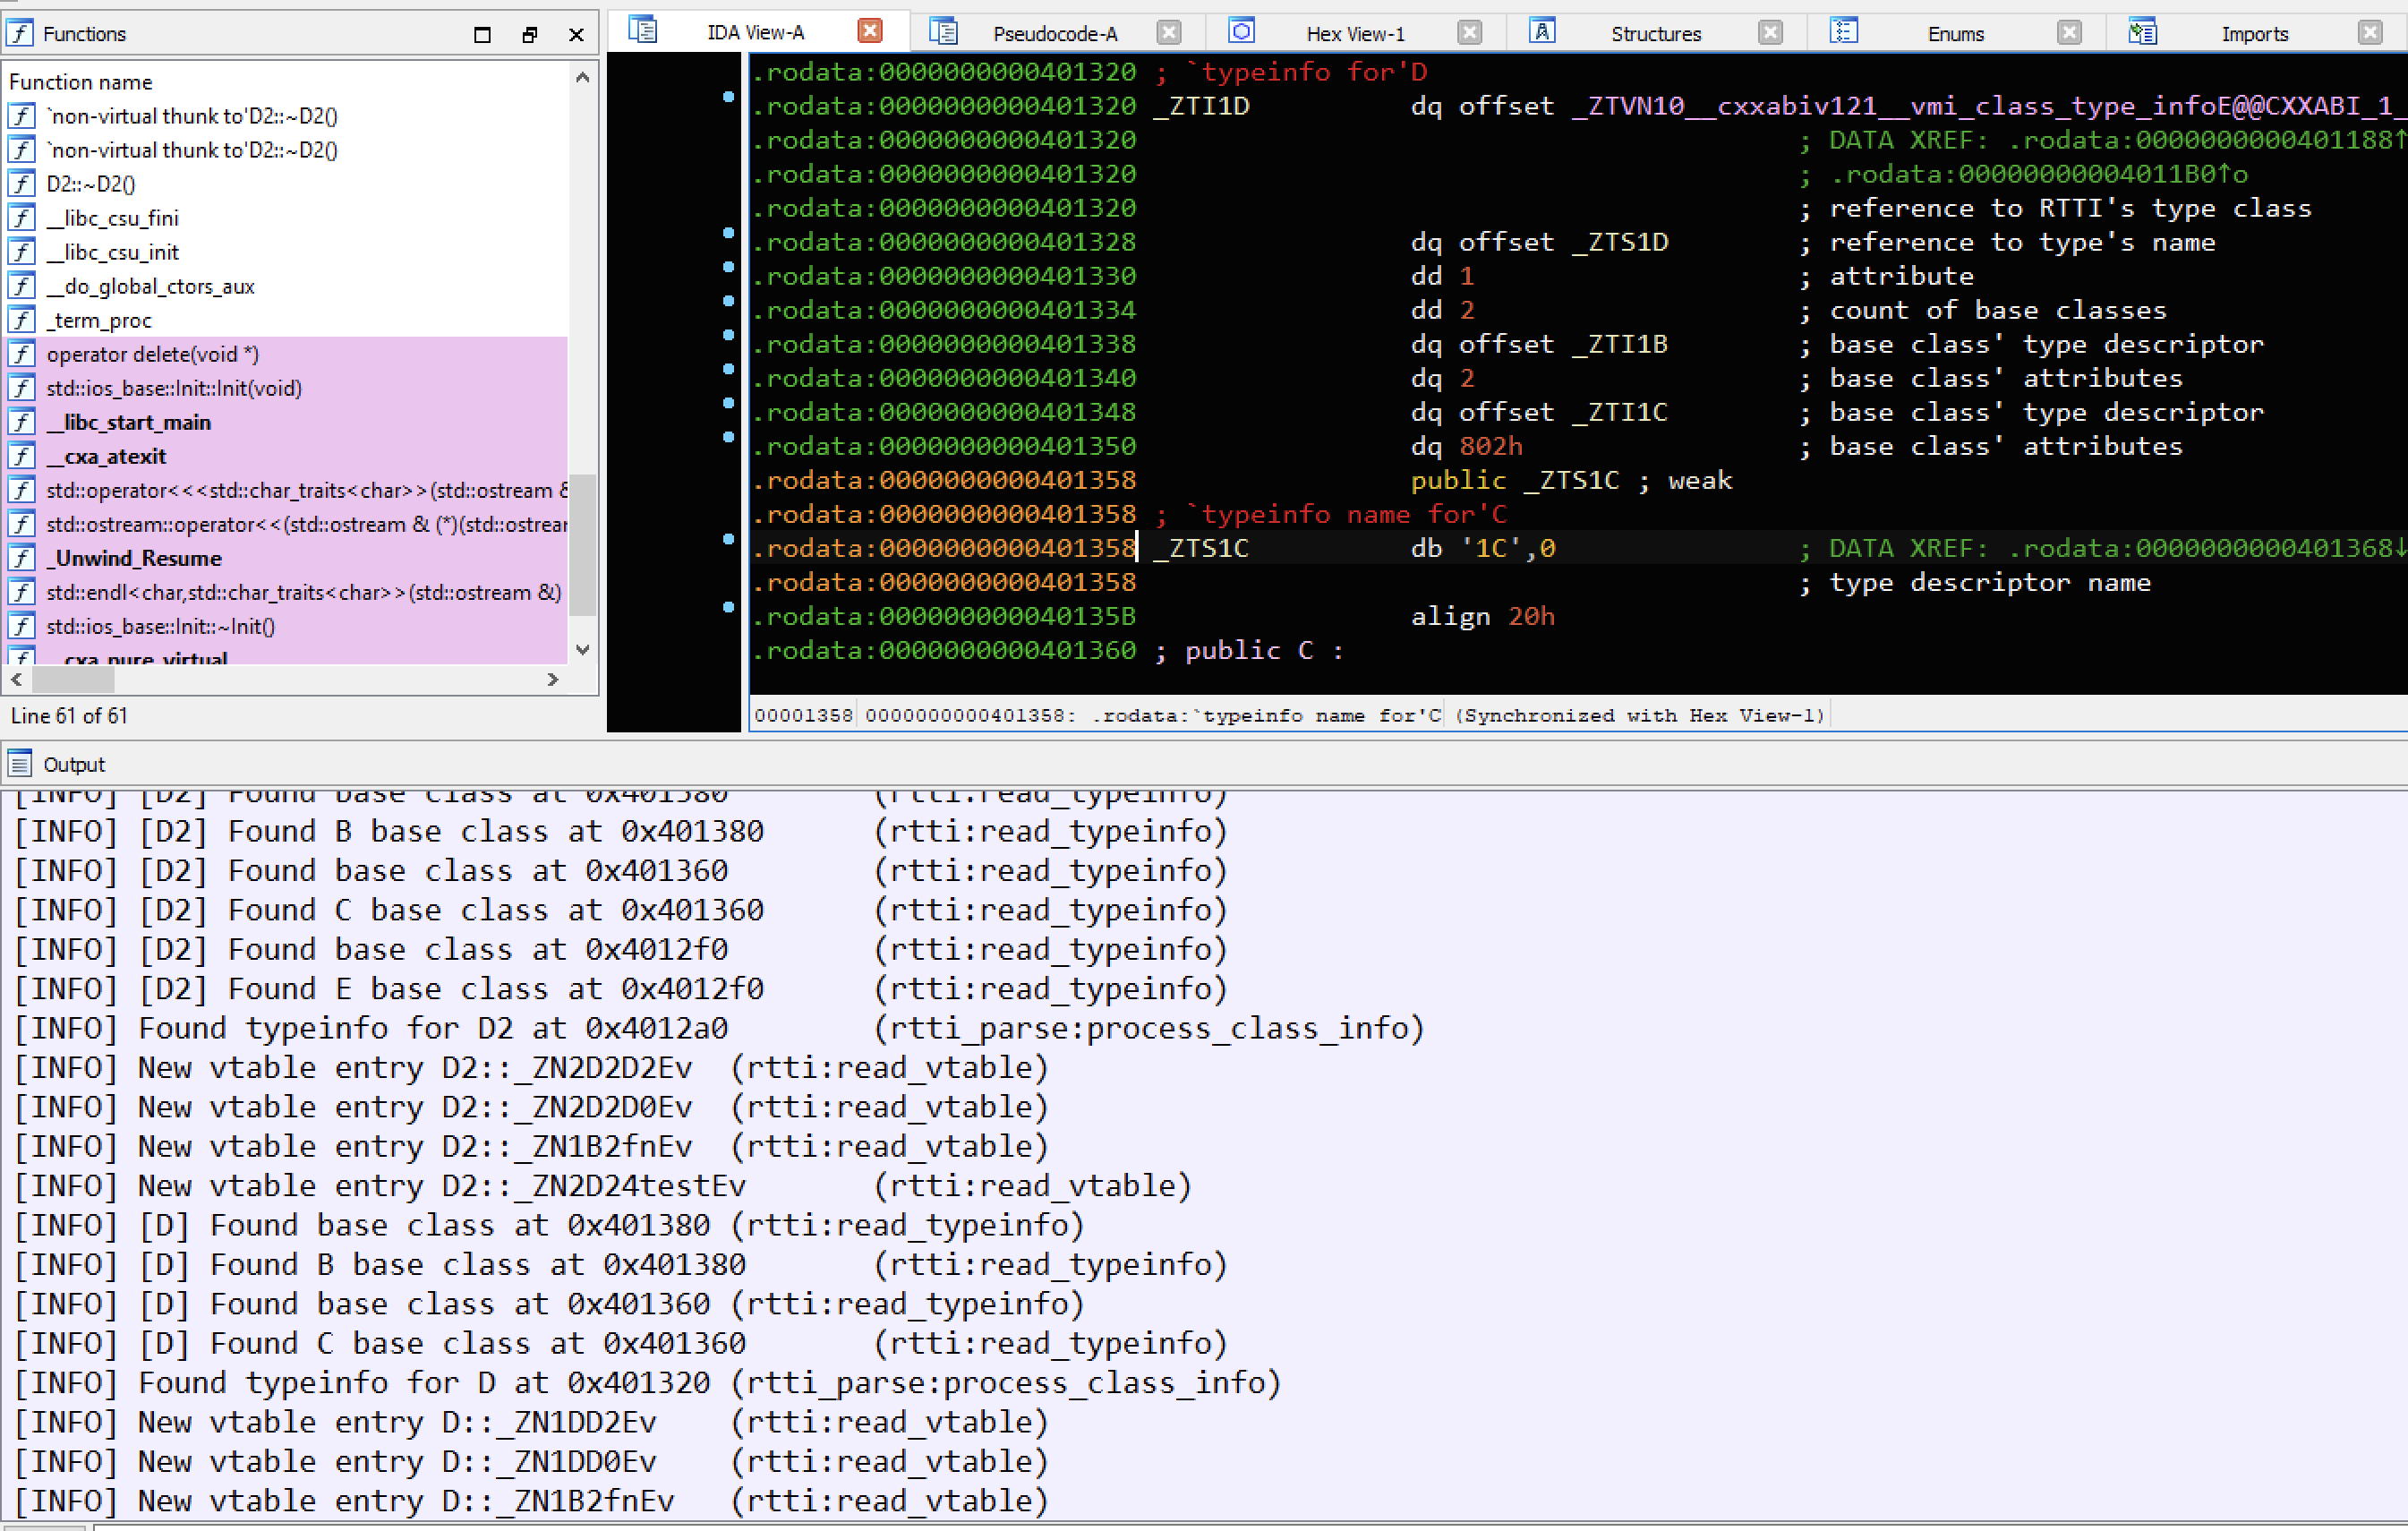 Functions
Function name
`non-virtual thunk to'D2::~D2()
`non-virtual thunk to'D2::~D2()
D2::~D2()
__libc_csu_fini
__libc_csu_init
__do_global_ctors_aux
_term_proc
operator delete(void *)
std::ios_base::Init::Init(void)
__libc_start_main
__cxa_atexit
std::operator<<<std::char_traits<char>>(std::ostream &
std::ostream::operator<<(std::ostream & (*)(std::ostrear
_Unwind_Resume
std::endl<char,std::char_traits<char>>(std::ostream &)
std::ios_base::Init::~Init()
__cxa_pure_virtual
Line 61 of 61
IDA View-A
Pseudocode-A
Hex View-1
Structures
Enums
Imports
.rodata:0000000000401320 ; `typeinfo for'D
.rodata:0000000000401320 _ZTI1D dq offset _ZTVN10__cxxabiv121__vmi_class_type_infoE@@CXXABI_1_
.rodata:0000000000401320 ; DATA XREF: .rodata:0000000000401188↑
.rodata:0000000000401320 ; .rodata:00000000004011B0↑o
.rodata:0000000000401320 ; reference to RTTI's type class
.rodata:0000000000401328 dq offset _ZTS1D ; reference to type's name
.rodata:0000000000401330 dd 1 ; attribute
.rodata:0000000000401334 dd 2 ; count of base classes
.rodata:0000000000401338 dq offset _ZTI1B ; base class' type descriptor
.rodata:0000000000401340 dq 2 ; base class' attributes
.rodata:0000000000401348 dq offset _ZTI1C ; base class' type descriptor
.rodata:0000000000401350 dq 802h ; base class' attributes
.rodata:0000000000401358 public _ZTS1C ; weak
.rodata:0000000000401358 ; `typeinfo name for'C
.rodata:0000000000401358 _ZTS1C db '1C',0 ; DATA XREF: .rodata:0000000000401368↓
.rodata:0000000000401358 ; type descriptor name
.rodata:000000000040135B align 20h
.rodata:0000000000401360 ; public C :
00001358 0000000000401358: .rodata:`typeinfo name for'C (Synchronized with Hex View-1)
Output
[INFO] [D2] Found base class at 0x401380 (rtti:read_typeinfo)
[INFO] [D2] Found B base class at 0x401380 (rtti:read_typeinfo)
[INFO] [D2] Found base class at 0x401360 (rtti:read_typeinfo)
[INFO] [D2] Found C base class at 0x401360 (rtti:read_typeinfo)
[INFO] [D2] Found base class at 0x4012f0 (rtti:read_typeinfo)
[INFO] [D2] Found E base class at 0x4012f0 (rtti:read_typeinfo)
[INFO] Found typeinfo for D2 at 0x4012a0 (rtti_parse:process_class_info)
[INFO] New vtable entry D2::_ZN2D2D2Ev (rtti:read_vtable)
[INFO] New vtable entry D2::_ZN2D2D0Ev (rtti:read_vtable)
[INFO] New vtable entry D2::_ZN1B2fnEv (rtti:read_vtable)
[INFO] New vtable entry D2::_ZN2D24testEv (rtti:read_vtable)
[INFO] [D] Found base class at 0x401380 (rtti:read_typeinfo)
[INFO] [D] Found B base class at 0x401380 (rtti:read_typeinfo)
[INFO] [D] Found base class at 0x401360 (rtti:read_typeinfo)
[INFO] [D] Found C base class at 0x401360 (rtti:read_typeinfo)
[INFO] Found typeinfo for D at 0x401320 (rtti_parse:process_class_info)
[INFO] New vtable entry D::_ZN1DD2Ev (rtti:read_vtable)
[INFO] New vtable entry D::_ZN1DD0Ev (rtti:read_vtable)
[INFO] New vtable entry D::_ZN1B2fnEv (rtti:read_vtable)